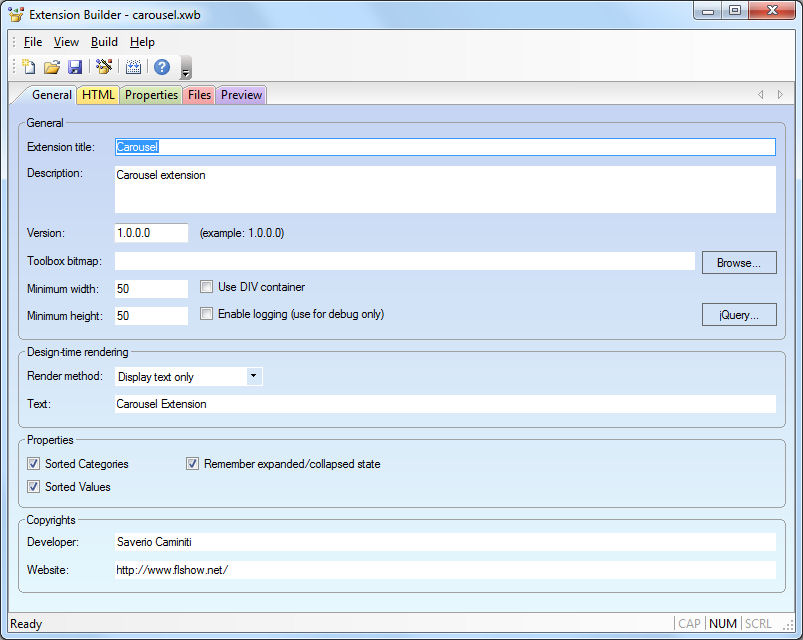 Extension Builder - carousel.xwb
File View Build Help
General HTML Properties Files Preview
General
Extension title: Carousel
Description: Carousel extension
Version: 1.0.0.0 (example: 1.0.0.0)
Toolbox bitmap: Browse...
Minimum width: 50 Use DIV container
Minimum height: 50 Enable logging (use for debug only) jQuery...
Design-time rendering
Render method: Display text only
Text: Carousel Extension
Properties
Sorted Categories Remember expanded/collapsed state
Sorted Values
Copyrights
Developer: Saverio Caminiti
Website: http://www.flshow.net/
Ready CAP NUM SCRL